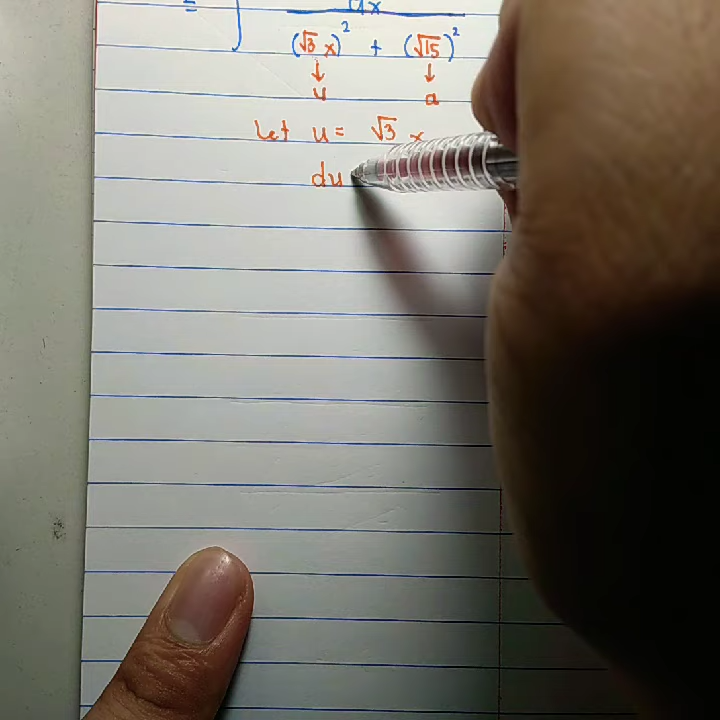 = ∫ dx
(√3 x)² + (√15)²
↓ ↓
u a
Let u = √3 x
du